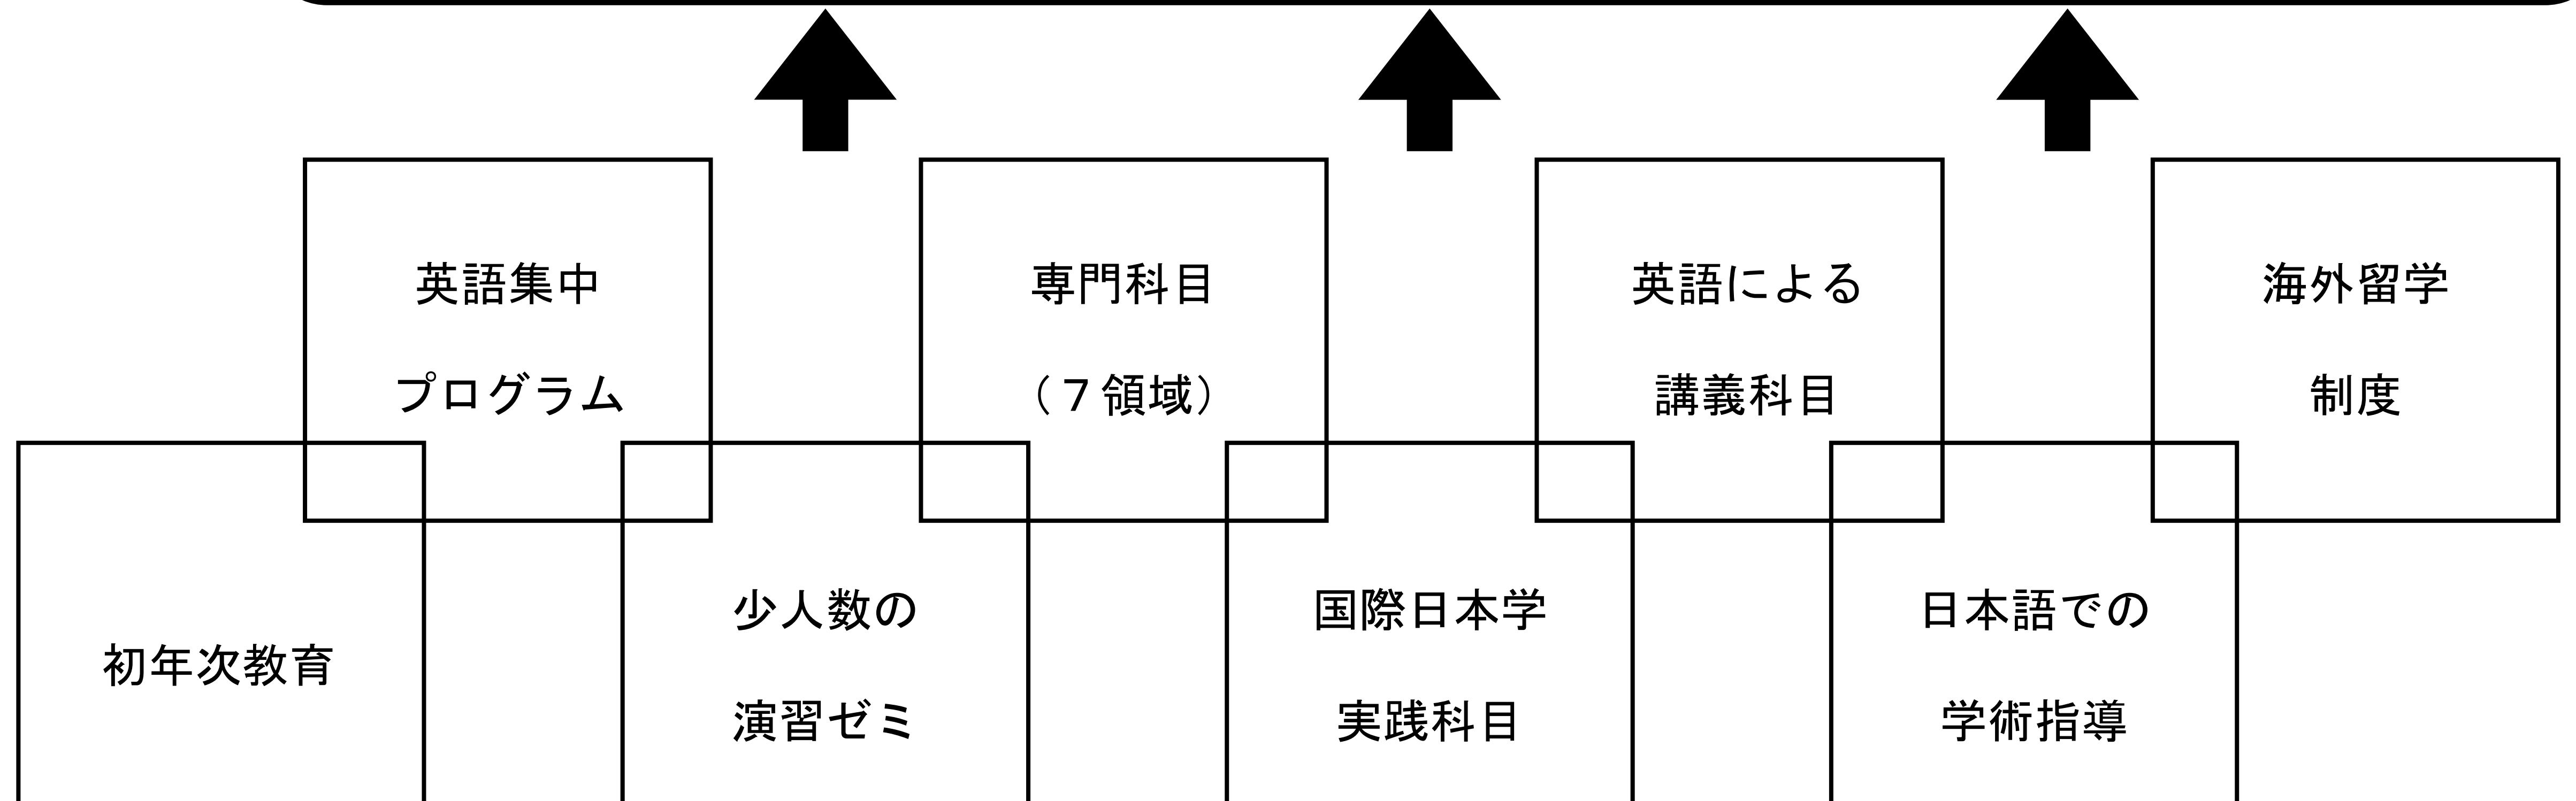 英語集中
プログラム
専門科目
（７領域）
英語による
講義科目
海外留学
制度
初年次教育
少人数の
演習ゼミ
国際日本学
実践科目
日本語での
学術指導